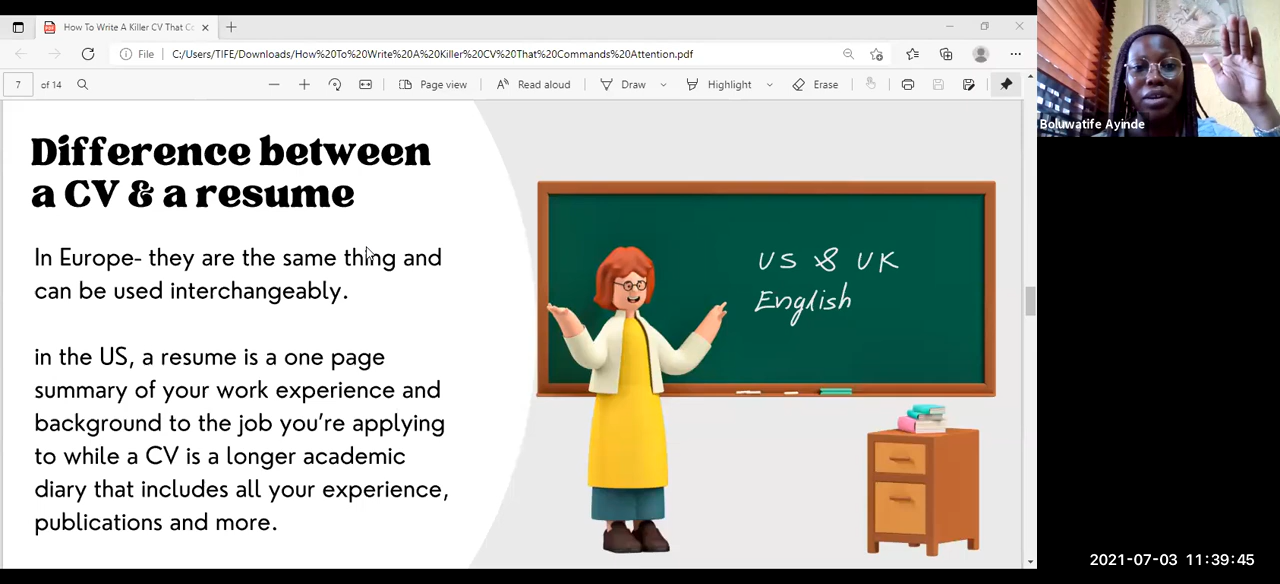 How To Write A Killer CV That C
File
C:/Users/TIFE/Downloads/How%20To%20Write%20A%20Killer%20CV%20That%20Commands%20Attention.pdf
7 of 14
Page view
Read aloud
Draw
Highlight
Erase
Boluwatife Ayinde
Difference between
a CV & a resume
In Europe- they are the same thing and
can be used interchangeably.
in the US, a resume is a one page
summary of your work experience and
background to the job you're applying
to while a CV is a longer academic
diary that includes all your experience,
publications and more.
US & UK
English
2021-07-03 11:39:45